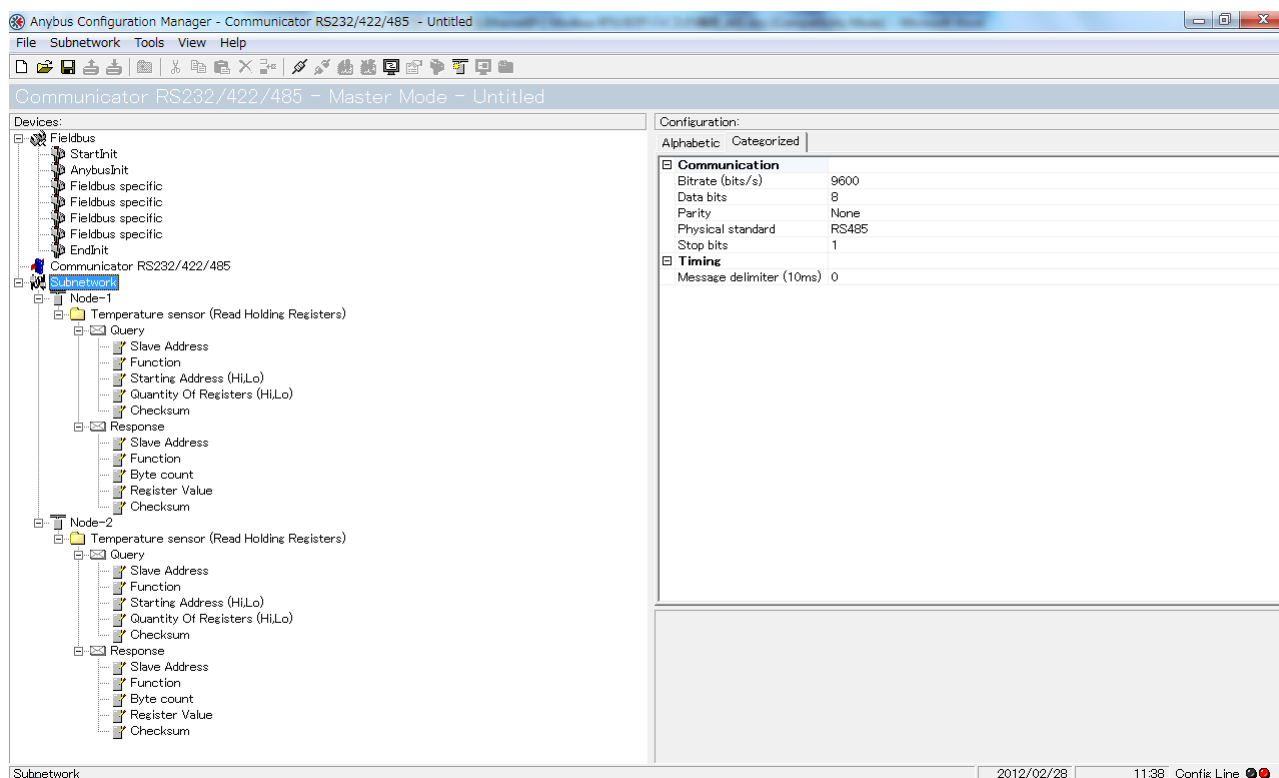 Anybus Configuration Manager - Communicator RS232/422/485 - Untitled
File Subnetwork Tools View Help
Communicator RS232/422/485 - Master Mode - Untitled
Devices:
Fieldbus
StartInit
AnybusInit
Fieldbus specific
Fieldbus specific
Fieldbus specific
Fieldbus specific
EndInit
Communicator RS232/422/485
Subnetwork
Node-1
Temperature sensor (Read Holding Registers)
Query
Slave Address
Function
Starting Address (Hi,Lo)
Quantity Of Registers (Hi,Lo)
Checksum
Response
Slave Address
Function
Byte count
Register Value
Checksum
Node-2
Temperature sensor (Read Holding Registers)
Query
Slave Address
Function
Starting Address (Hi,Lo)
Quantity Of Registers (Hi,Lo)
Checksum
Response
Slave Address
Function
Byte count
Register Value
Checksum
Configuration:
Alphabetic Categorized
Communication
Bitrate (bits/s) 9600
Data bits 8
Parity None
Physical standard RS485
Stop bits 1
Timing
Message delimiter (10ms) 0
Subnetwork 2012/02/28 11:38 Config Line